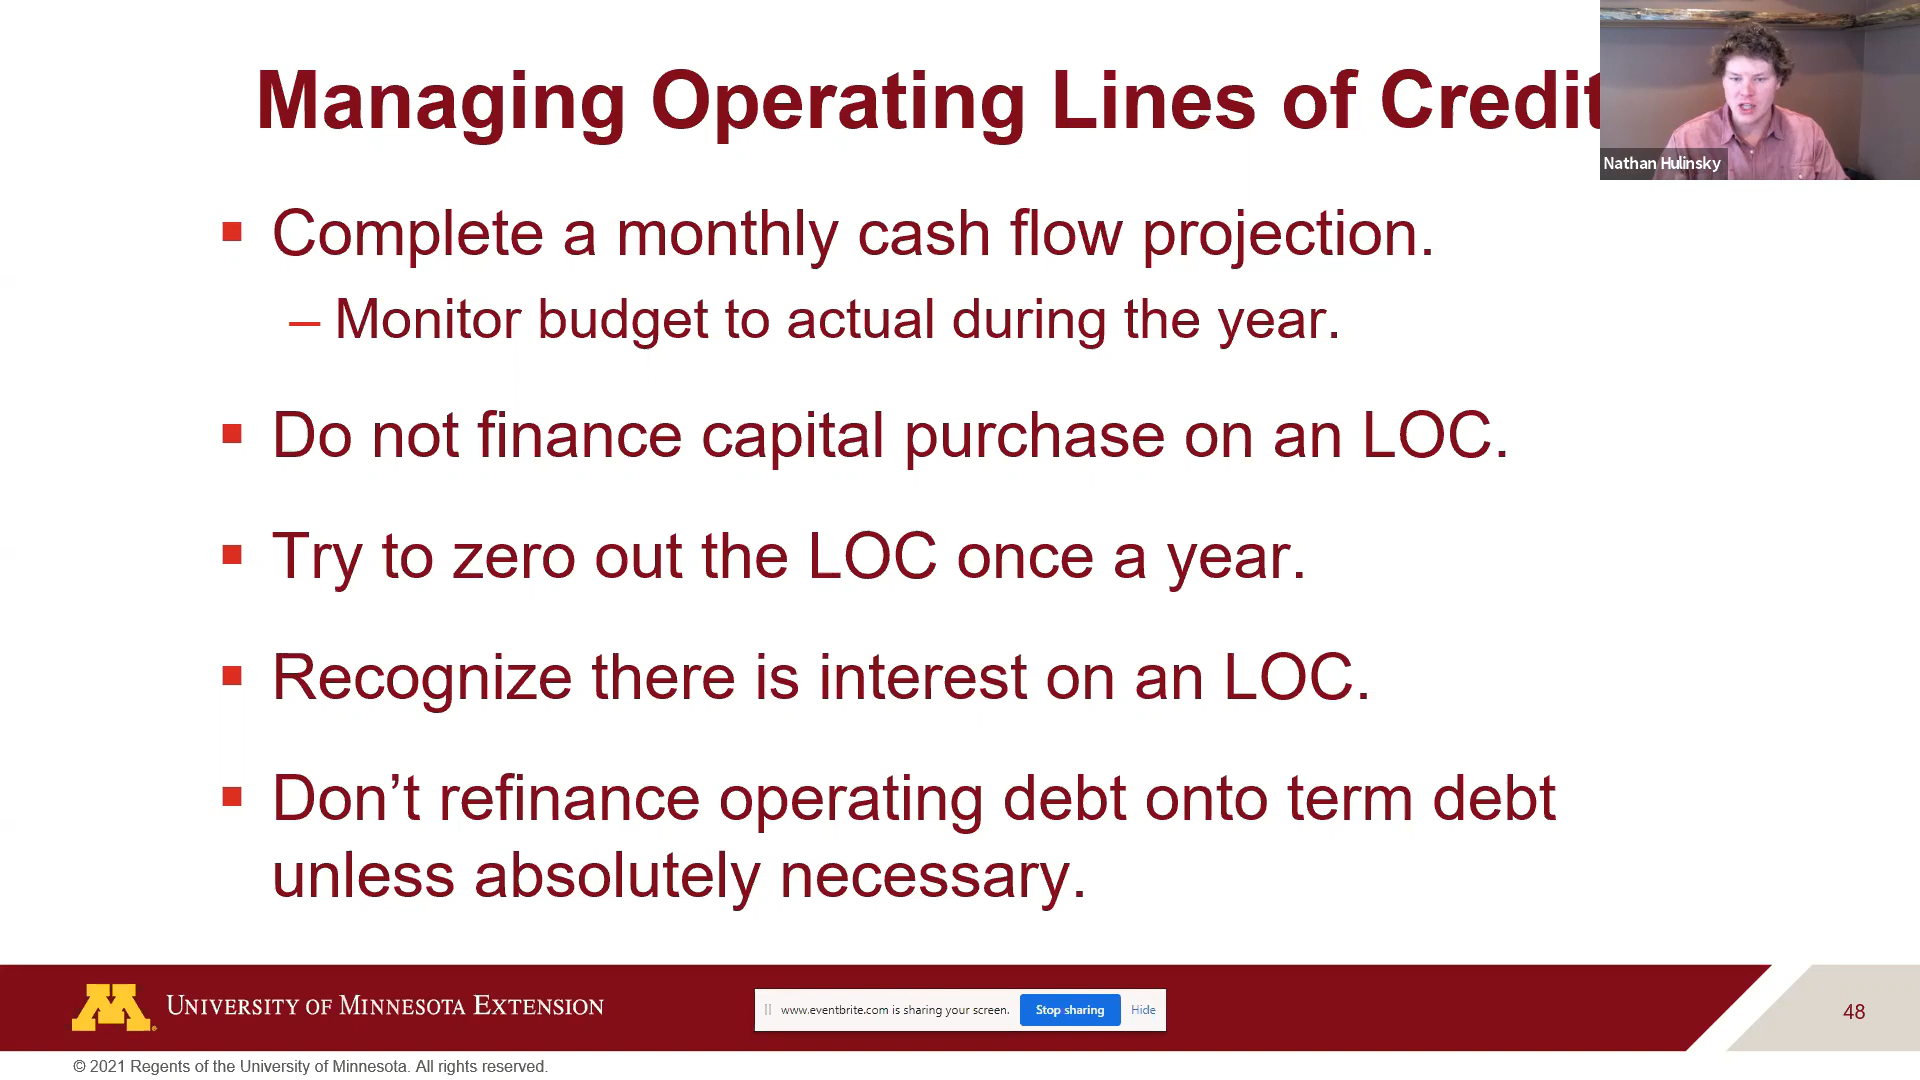 Managing Operating Lines of Credit
Nathan Hulinsky
▪ Complete a monthly cash flow projection.
– Monitor budget to actual during the year.
▪ Do not finance capital purchase on an LOC.
▪ Try to zero out the LOC once a year.
▪ Recognize there is interest on an LOC.
▪ Don’t refinance operating debt onto term debt
unless absolutely necessary.
M® University of Minnesota Extension
www.eventbrite.com is sharing your screen. Stop sharing Hide
48
© 2021 Regents of the University of Minnesota. All rights reserved.